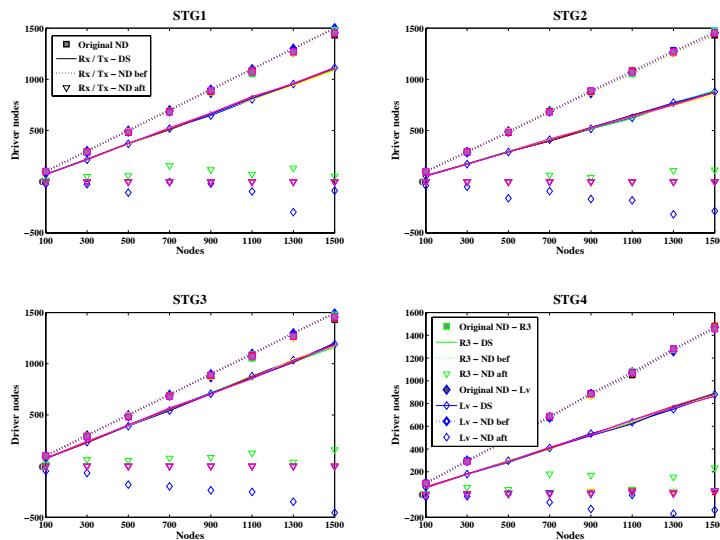 STG1
1500
1000
500
0
−500
Driver nodes
Original ND
Rx / Tx − DS
Rx / Tx − ND bef
Rx / Tx − ND aft
100 300 500 700 900 1100 1300 1500
Nodes
STG2
1500
1000
500
0
−500
Driver nodes
100 300 500 700 900 1100 1300 1500
Nodes
STG3
1500
1000
500
0
−500
Driver nodes
100 300 500 700 900 1100 1300 1500
Nodes
STG4
1600
1400
1200
1000
800
600
400
200
0
−200
Driver nodes
Original ND − R3
R3 − DS
R3 − ND bef
R3 − ND aft
Original ND − Lv
Lv − DS
Lv − ND bef
Lv − ND aft
100 300 500 700 900 1100 1300 1500
Nodes